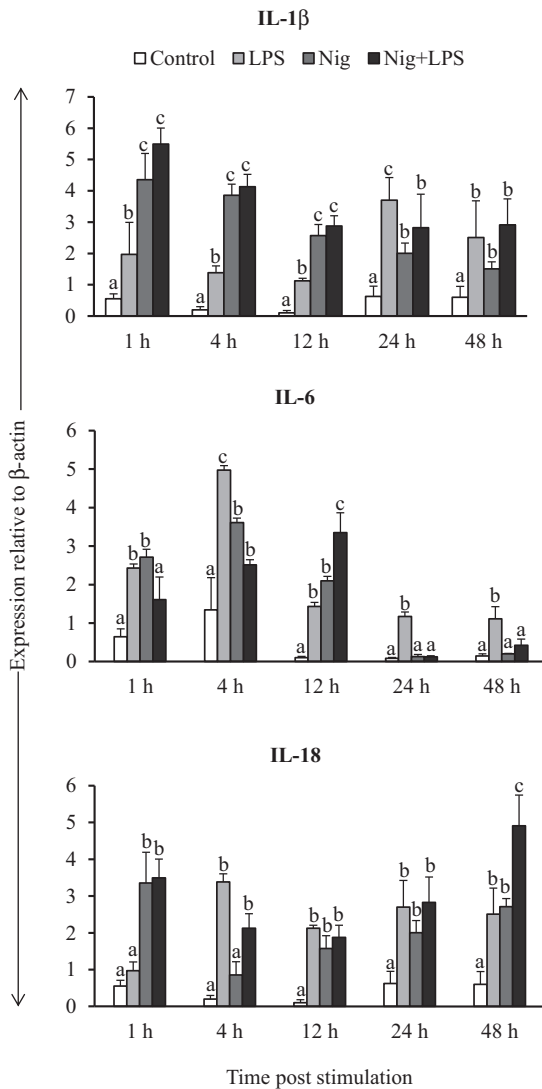 IL-1β
Control LPS Nig Nig+LPS
Expression relative to β-actin
7
6
5
4
3
2
1
0
a b c c
a b c c
a b c c
a c b b
a b b b
1 h 4 h 12 h 24 h 48 h
IL-6
6
5
4
3
2
1
0
a b b a
a c b b
a b b c
a b a a
a b a a
1 h 4 h 12 h 24 h 48 h
IL-18
6
5
4
3
2
1
0
a a b b
a b a b
a b b b
a b b b
a b b c
1 h 4 h 12 h 24 h 48 h
Time post stimulation